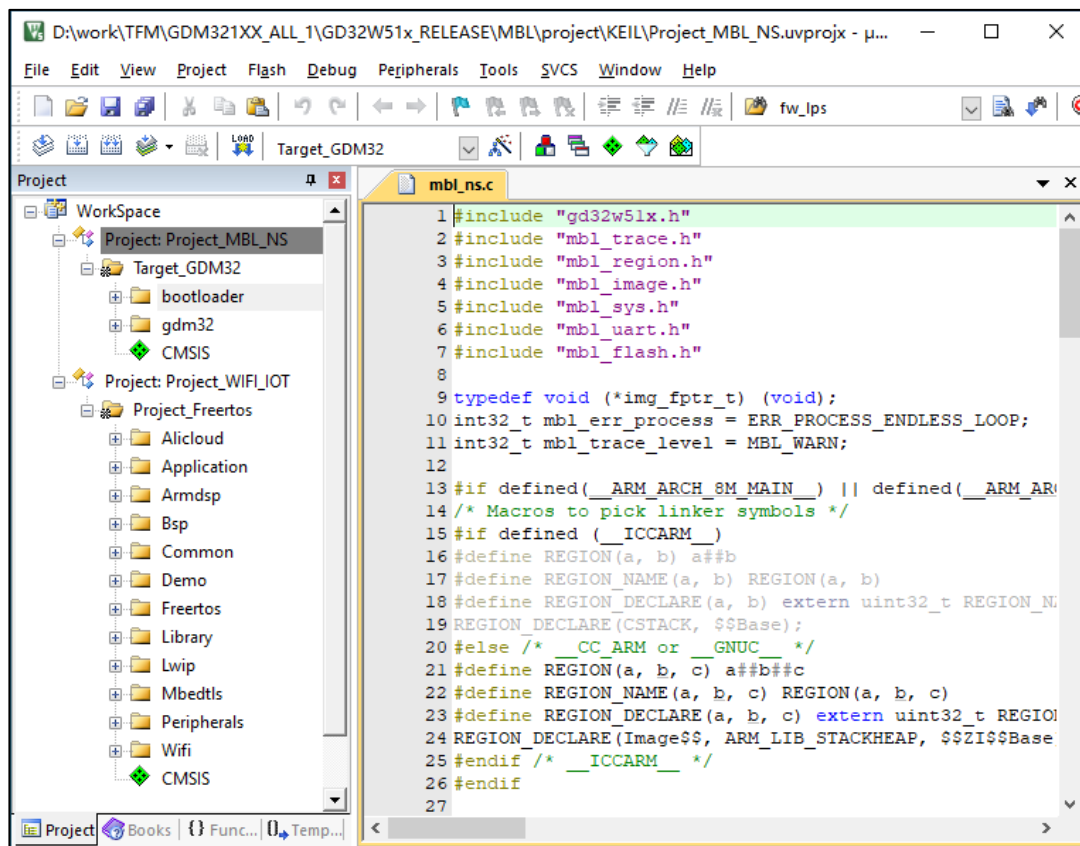 D:\work\TFM\GDM321XX_ALL_1\GD32W51x_RELEASE\MBL\project\KEIL\Project_MBL_NS.uvprojx - µ...
File Edit View Project Flash Debug Peripherals Tools SVCS Window Help
fw_lps
LOAD Target_GDM32
Project
WorkSpace
Project: Project_MBL_NS
Target_GDM32
bootloader
gdm32
CMSIS
Project: Project_WIFI_IOT
Project_Freertos
Alicloud
Application
Armdsp
Bsp
Common
Demo
Freertos
Library
Lwip
Mbedtls
Peripherals
Wifi
CMSIS
Project Books {} Func... Temp...
mbl_ns.c
1 #include "gd32w51x.h"
2 #include "mbl_trace.h"
3 #include "mbl_region.h"
4 #include "mbl_image.h"
5 #include "mbl_sys.h"
6 #include "mbl_uart.h"
7 #include "mbl_flash.h"
8
9 typedef void (*img_fptr_t) (void);
10 int32_t mbl_err_process = ERR_PROCESS_ENDLESS_LOOP;
11 int32_t mbl_trace_level = MBL_WARN;
12
13 #if defined(__ARM_ARCH_8M_MAIN__) || defined(__ARM_AR
14 /* Macros to pick linker symbols */
15 #if defined (__ICCARM__)
16 #define REGION(a, b) a##b
17 #define REGION_NAME(a, b) REGION(a, b)
18 #define REGION_DECLARE(a, b) extern uint32_t REGION_N
19 REGION_DECLARE(CSTACK, $$Base);
20 #else /* __CC_ARM or __GNUC__ */
21 #define REGION(a, b, c) a##b##c
22 #define REGION_NAME(a, b, c) REGION(a, b, c)
23 #define REGION_DECLARE(a, b, c) extern uint32_t REGIO
24 REGION_DECLARE(Image$$, ARM_LIB_STACKHEAP, $$ZI$$Base
25 #endif /* __ICCARM__ */
26 #endif
27